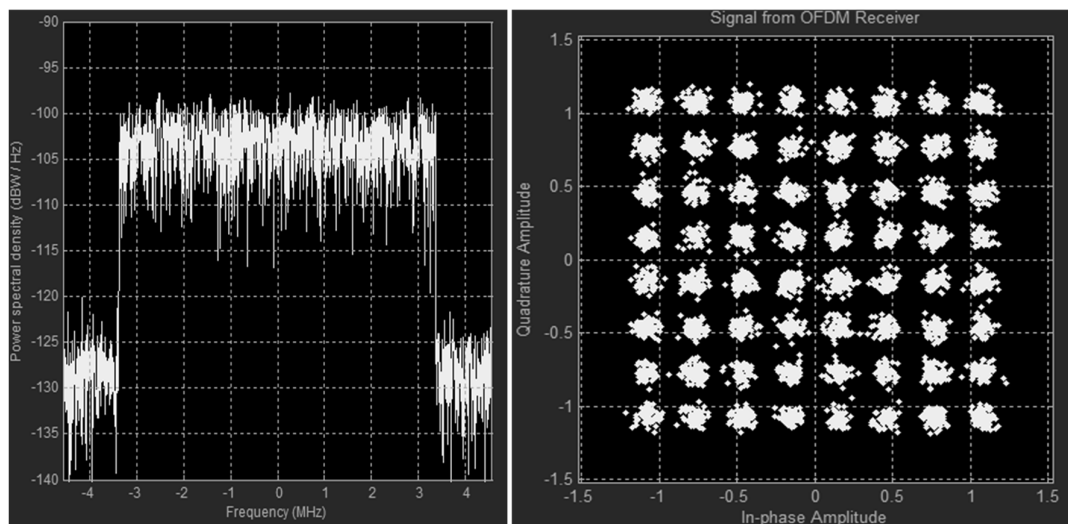 -90
-95
-100
-105
-110
-115
-120
-125
-130
-135
-140
Power spectral density (dBW / Hz)
-4 -3 -2 -1 0 1 2 3 4
Frequency (MHz)
Signal from OFDM Receiver
1.5
1
0.5
0
-0.5
-1
-1.5
Quadrature Amplitude
-1.5 -1 -0.5 0 0.5 1 1.5
In-phase Amplitude